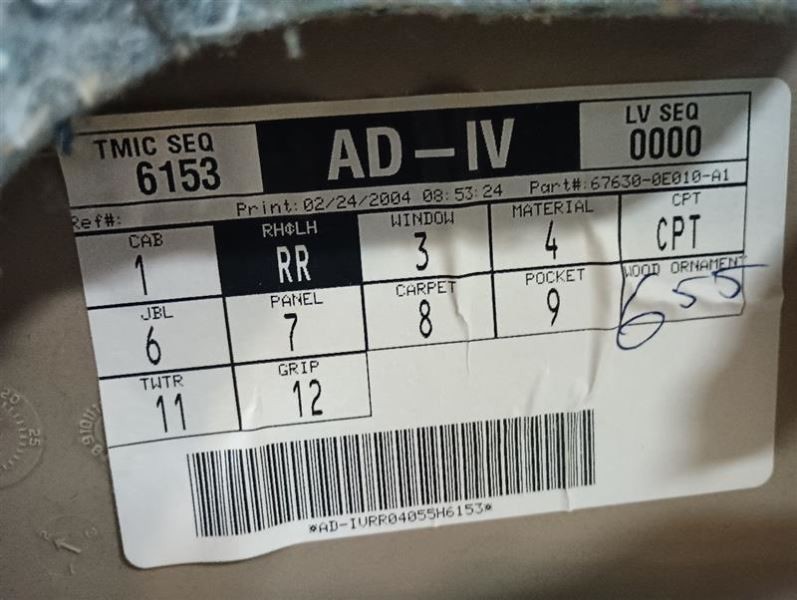 TMIC SEQ
6153
AD-IV
LV SEQ
0000
Ref#:
Print:02/24/2004 08:53:24
Part#:67630-0E010-A1
CAB
1
RH¢LH
RR
WINDOW
3
MATERIAL
4
CPT
CPT
JBL
6
PANEL
7
CARPET
8
POCKET
9
WOOD ORNAMENT
655
TWTR
11
GRIP
12
*AD-IVRR04055H6153*
20
25